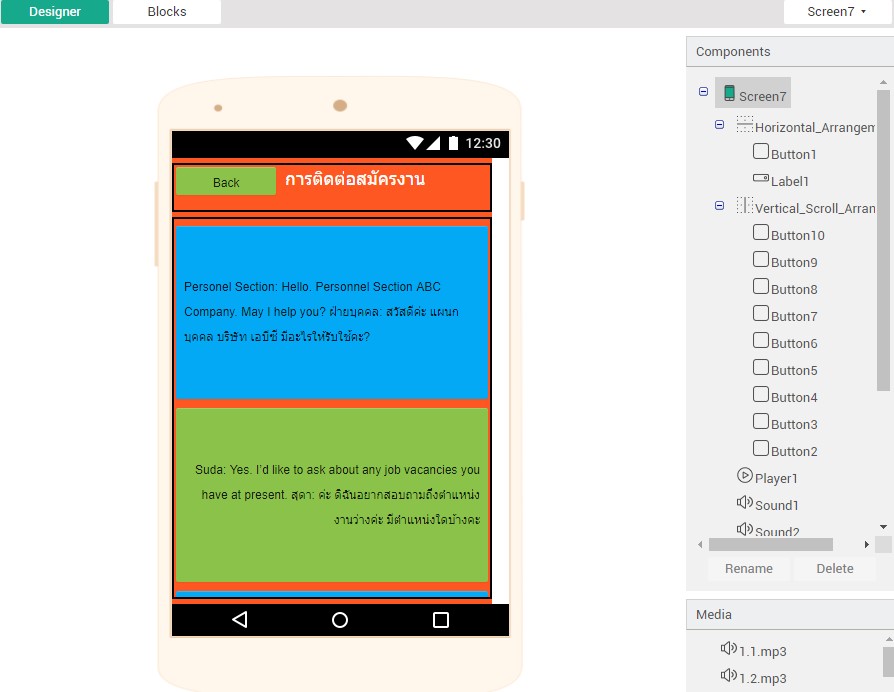 Designer
Blocks
Screen7
12:30
Back
การติดต่อสมัครงาน
Personel Section: Hello. Personnel Section ABC
Company. May I help you? ฝ่ายบุคคล: สวัสดีค่ะ แผนก
บุคคล บริษัท เอบีซี มีอะไรให้รับใช้คะ?
Suda: Yes. I'd like to ask about any job vacancies you
have at present. สุดา: ค่ะ ดิฉันอยากสอบถามถึงตำแหน่ง
งานว่างค่ะ มีตำแหน่งใดบ้างคะ
Components
Screen7
Horizontal_Arrangem
Button1
Label1
Vertical_Scroll_Arran
Button10
Button9
Button8
Button7
Button6
Button5
Button4
Button3
Button2
Player1
Sound1
Sound2
Rename
Delete
Media
1.1.mp3
1.2.mp3